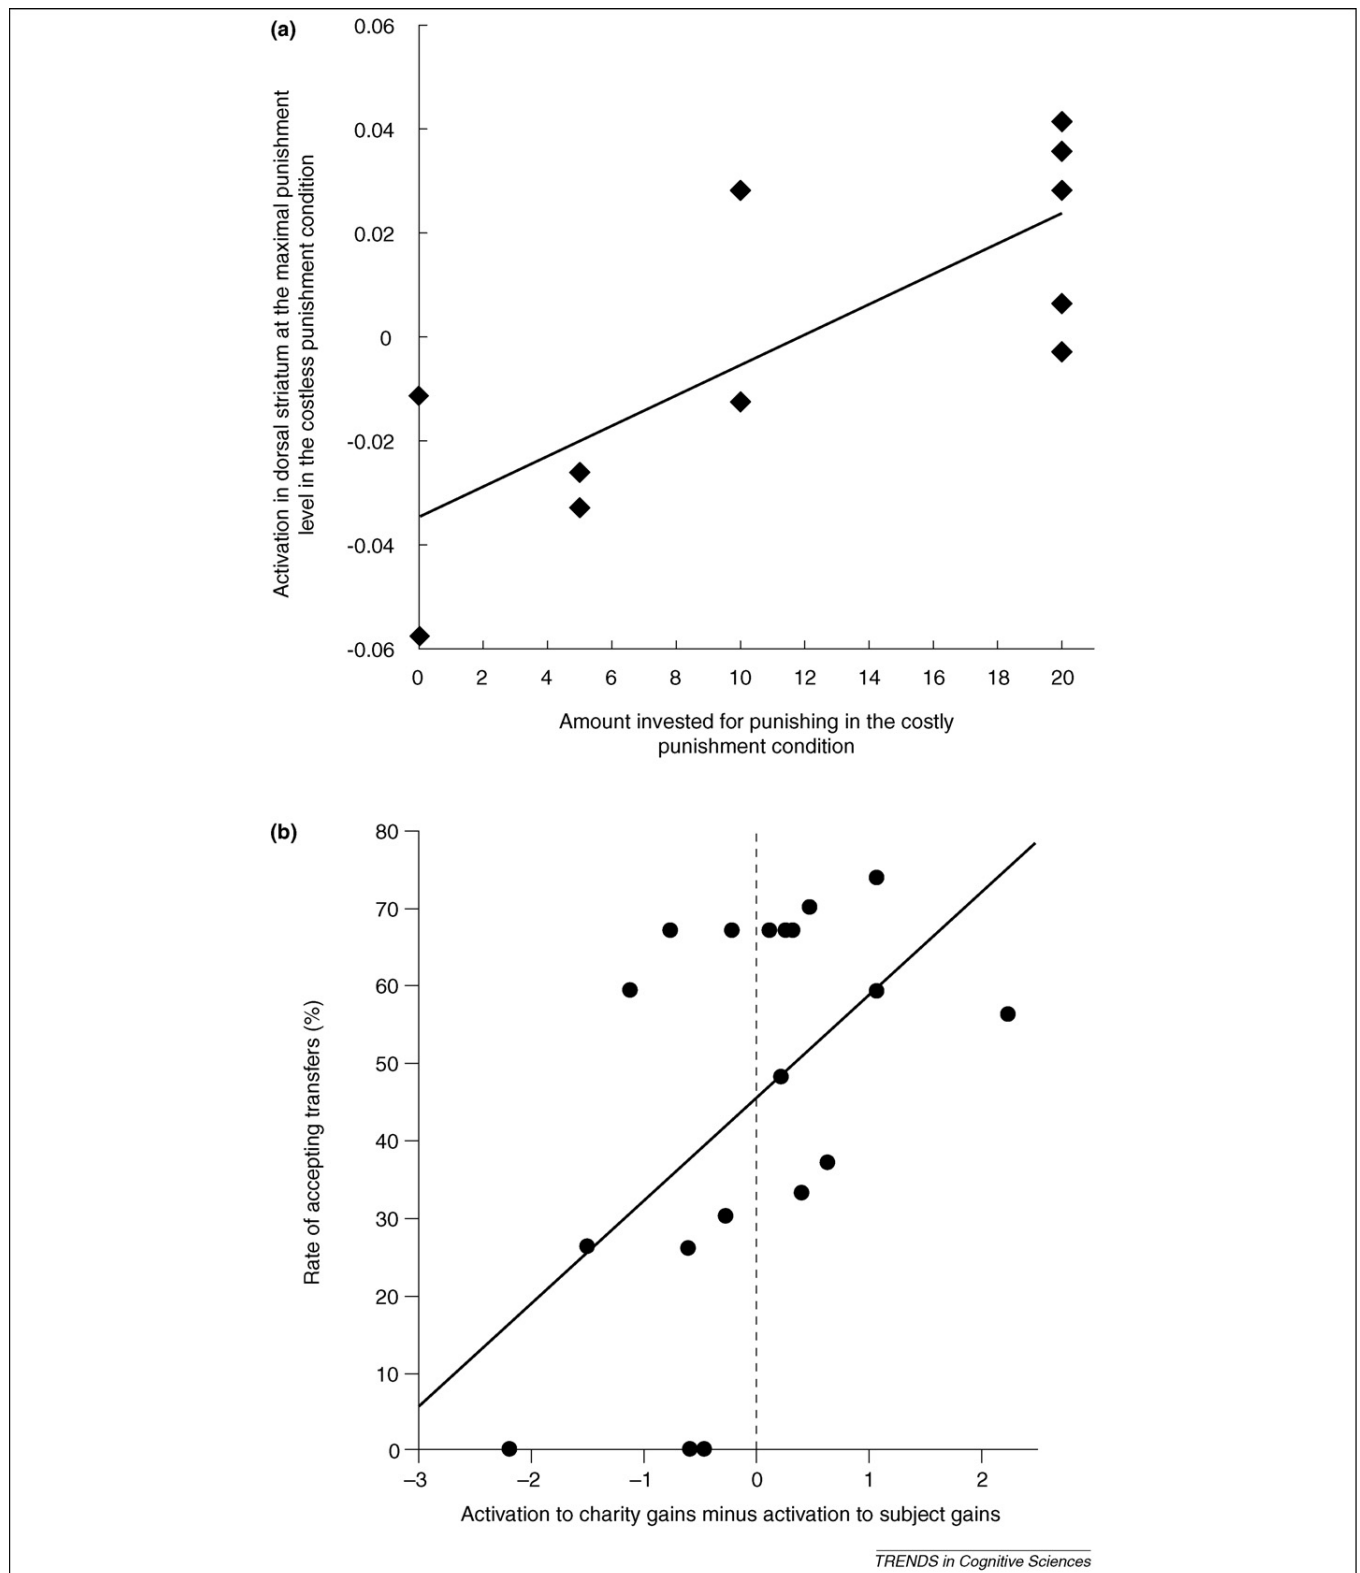 (a)
0.06
0.04
0.02
0
-0.02
-0.04
-0.06
Activation in dorsal striatum at the maximal punishment
level in the costless punishment condition
0 2 4 6 8 10 12 14 16 18 20
Amount invested for punishing in the costly
punishment condition
(b)
80
70
60
50
40
30
20
10
0
Rate of accepting transfers (%)
–3 –2 –1 0 1 2
Activation to charity gains minus activation to subject gains
TRENDS in Cognitive Sciences